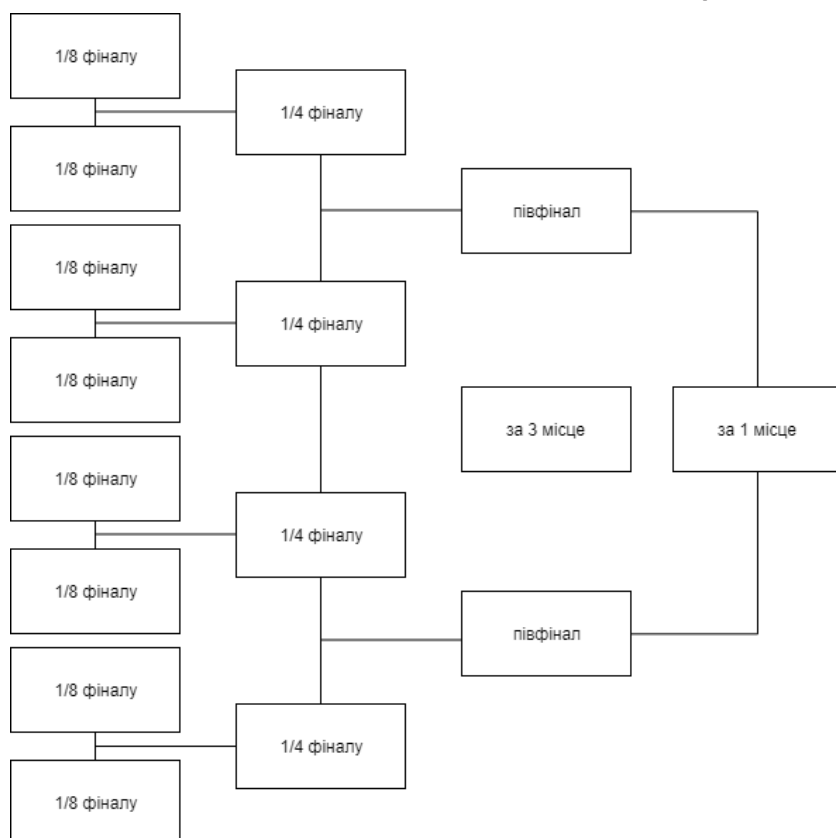 1/8 фіналу
1/4 фіналу
1/8 фіналу
півфінал
1/8 фіналу
1/4 фіналу
1/8 фіналу
за 3 місце
за 1 місце
1/8 фіналу
1/4 фіналу
1/8 фіналу
півфінал
1/8 фіналу
1/4 фіналу
1/8 фіналу